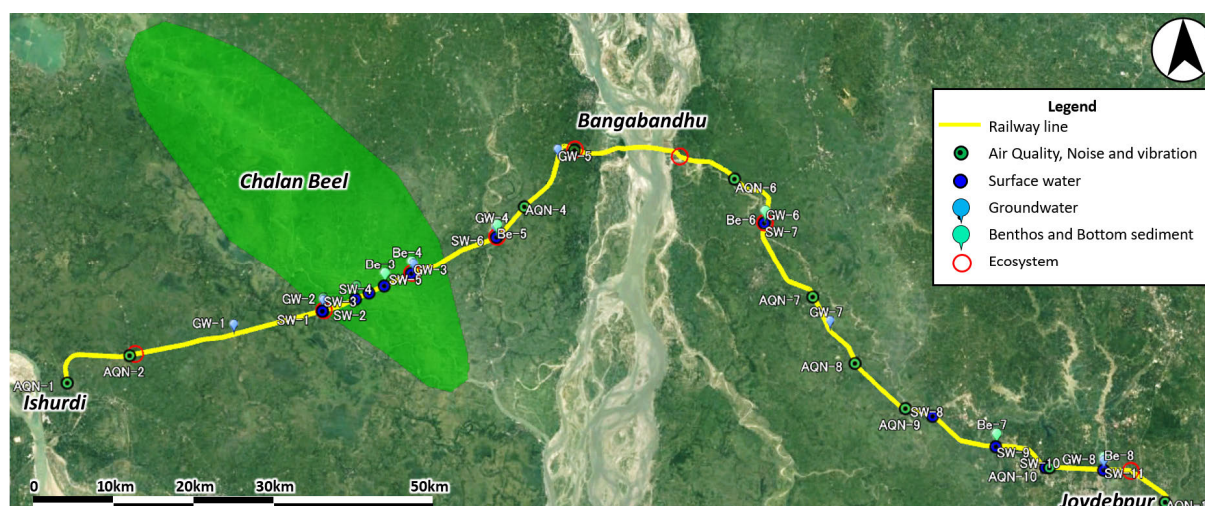 Bangabandhu
Chalan Beel
Ishurdi
Joydebpur
Legend
Railway line
Air Quality, Noise and vibration
Surface water
Groundwater
Benthos and Bottom sediment
Ecosystem
AQN-1
AQN-2
GW-1
GW-2
SW-1
SW-2
SW-3
SW-4
SW-5
Be-3
Be-4
GW-3
SW-6
GW-4
Be-5
AQN-4
GW-5
AQN-6
Be-6
GW-6
SW-7
AQN-7
GW-7
AQN-8
AQN-9
SW-8
Be-7
SW-9
SW-10
AQN-10
GW-8
Be-8
SW-11
0 10km 20km 30km 50km